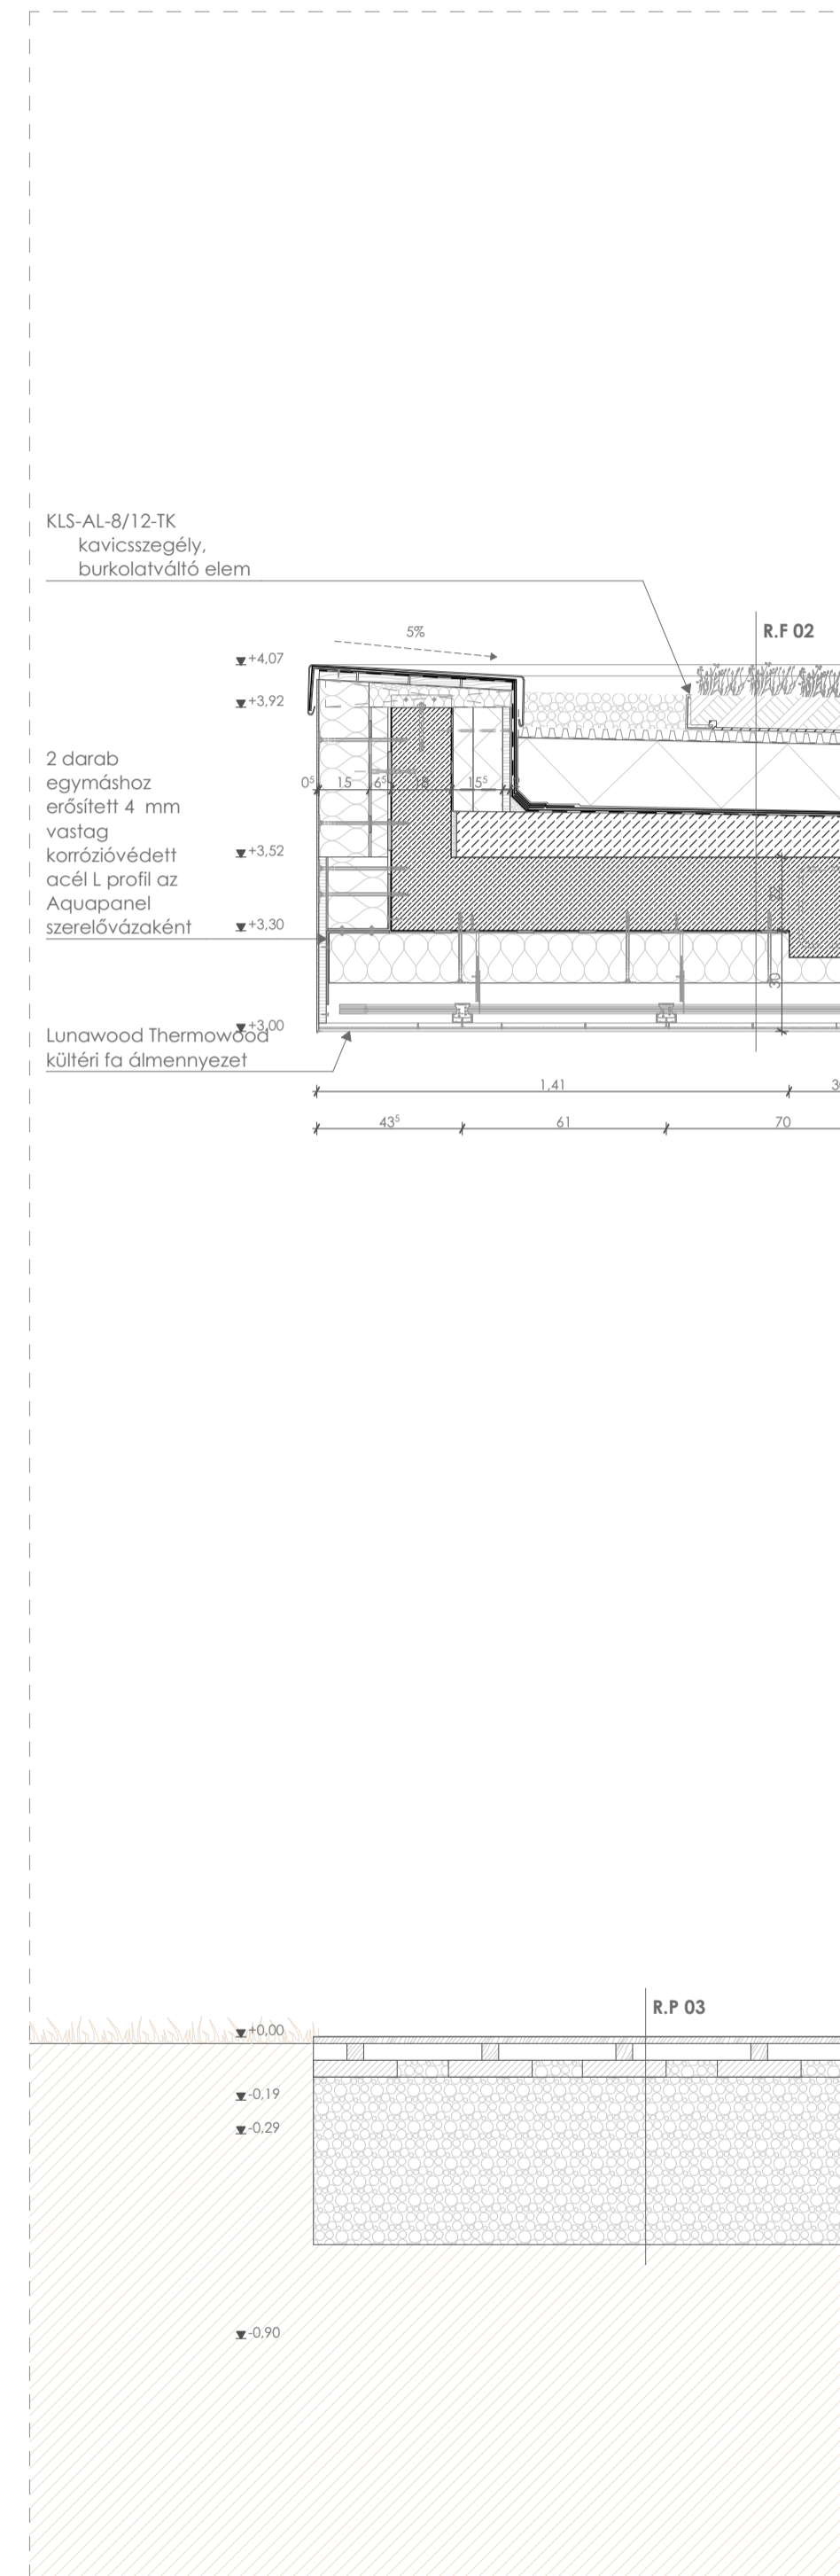 KLS-AL-8/12-TK
kavicsszegély,
burkolatváltó elem
5%
R.F 02
+4,07
+3,92
2 darab
egymáshoz
erősített 4 mm
vastag
korrózióvédett
acél L profil az
Aquapanel
szerelővázaként
0⁵ 15 6⁵ 18 15⁵
+3,52
22
+3,30
30
+3,00
Lunawood Thermowood
kültéri fa álmennyezet
1,41
43⁵ 61 70
R.P 03
+0,00
-0,19
-0,29
-0,90